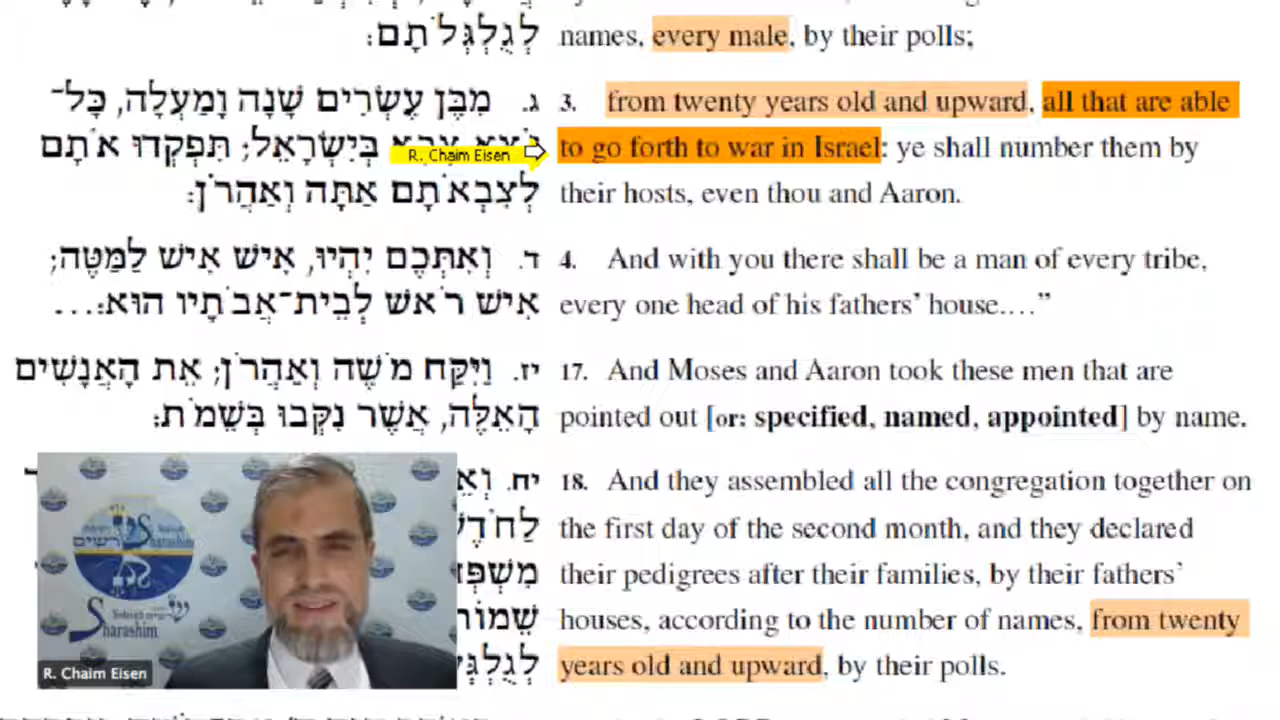 לְגֻלְגְּלֹתָם:
names, every male, by their polls;
ג. מִבֶּן עֶשְׂרִים שָׁנָה וָמַעְלָה, כָּל־
בְּיִשְׂרָאֵל; תִּפְקְדוּ אֹתָם
לְצִבְאֹתָם אַתָּה וְאַהֲרֹן:
3. from twenty years old and upward, all that are able
to go forth to war in Israel: ye shall number them by
their hosts, even thou and Aaron.
R. Chaim Eisen
ד. וְאִתְּכֶם יִהְיוּ, אִישׁ אִישׁ לַמַּטֶּה;
אִישׁ רֹאשׁ לְבֵית־אֲבֹתָיו הוּא:...
4. And with you there shall be a man of every tribe,
every one head of his fathers’ house....”
יז. וַיִּקַּח מֹשֶׁה וְאַהֲרֹן; אֵת הָאֲנָשִׁים
הָאֵלֶּה, אֲשֶׁר נִקְּבוּ בְּשֵׁמֹת:
17. And Moses and Aaron took these men that are
pointed out [or: specified, named, appointed] by name.
יח.
18. And they assembled all the congregation together on
the first day of the second month, and they declared
their pedigrees after their families, by their fathers’
houses, according to the number of names, from twenty
years old and upward, by their polls.
Sharashim
R. Chaim Eisen